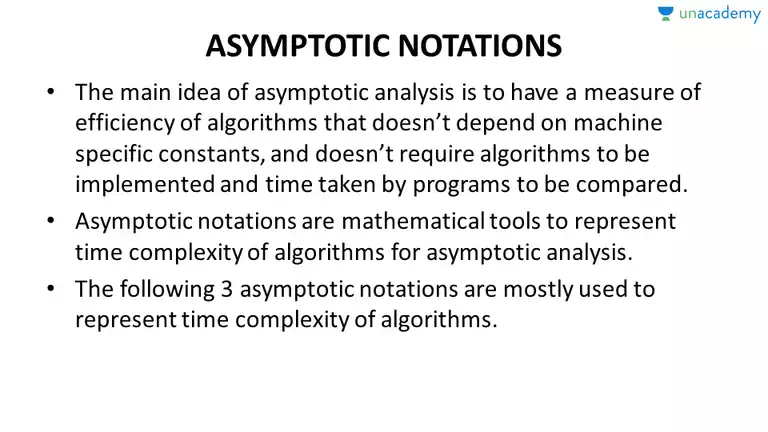 unacademy
ASYMPTOTIC NOTATIONS
• The main idea of asymptotic analysis is to have a measure of
efficiency of algorithms that doesn’t depend on machine
specific constants, and doesn’t require algorithms to be
implemented and time taken by programs to be compared.
• Asymptotic notations are mathematical tools to represent
time complexity of algorithms for asymptotic analysis.
• The following 3 asymptotic notations are mostly used to
represent time complexity of algorithms.